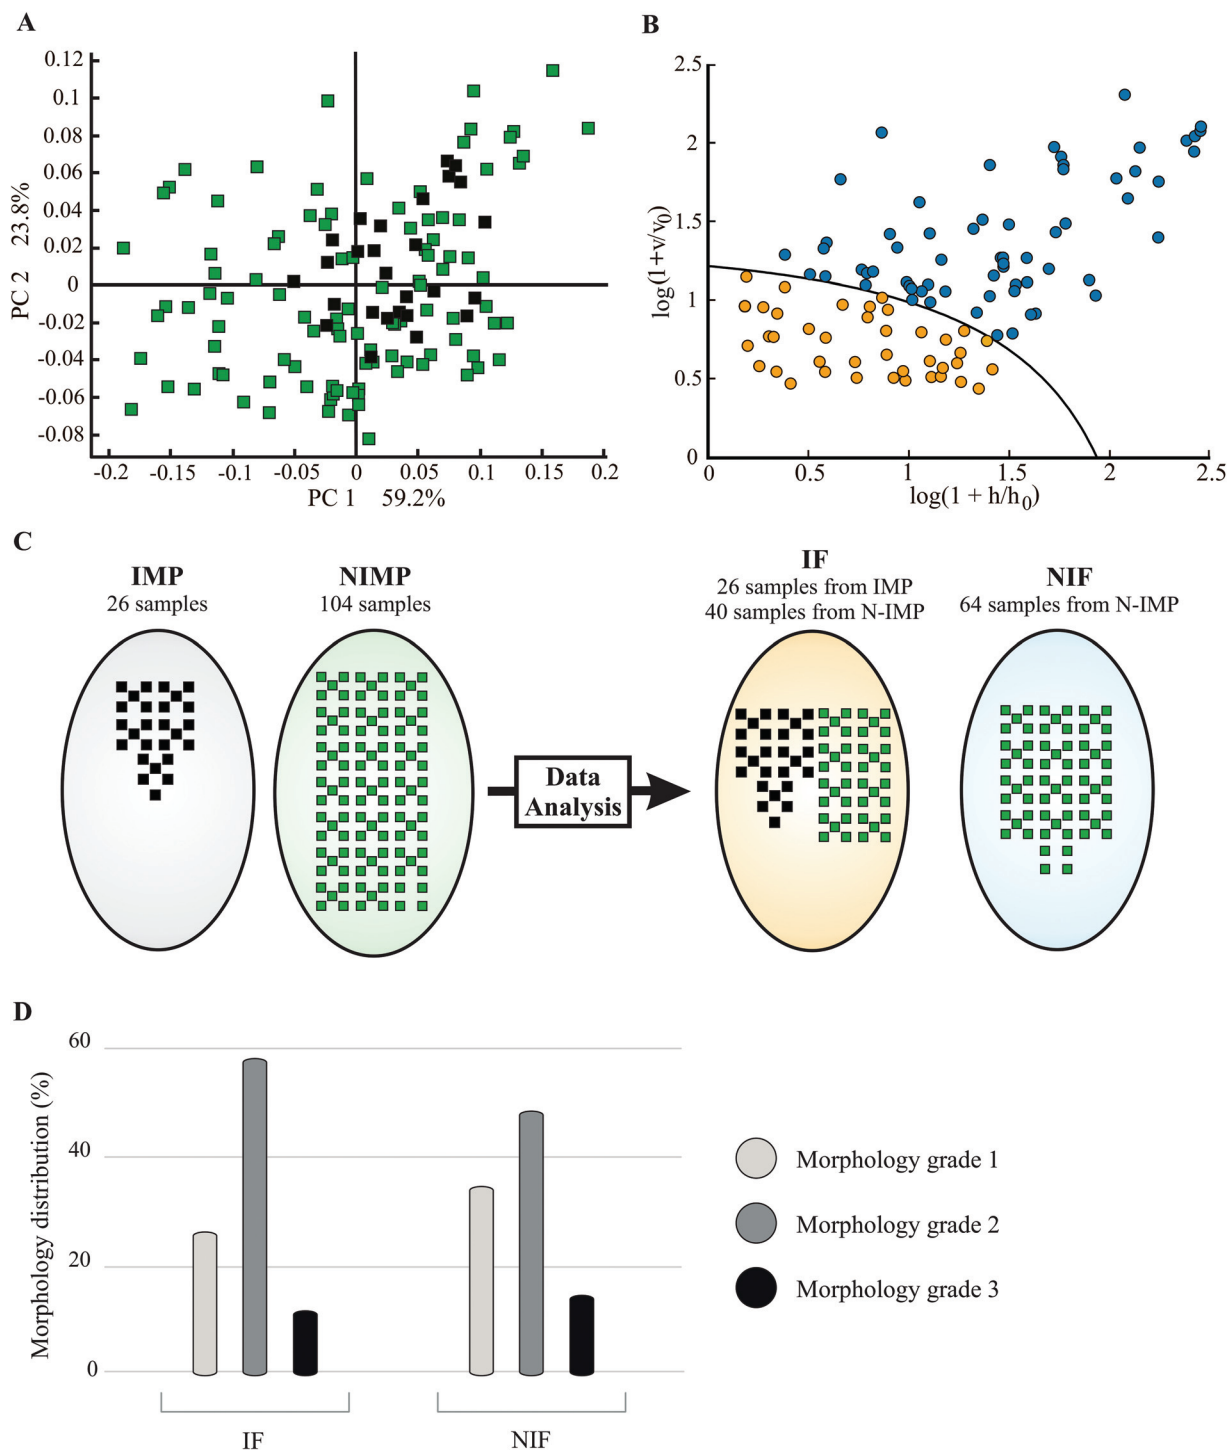 A
0.12
0.1
0.08
0.06
0.04
0.02
0
-0.02
-0.04
-0.06
-0.08
PC 2 23.8%
-0.2 -0.15 -0.1 -0.05 0 0.05 0.1 0.15 0.2
PC 1 59.2%
B
2.5
2
1.5
1
0.5
0
log(1+v/v0)
0 0.5 1 1.5 2 2.5
log(1 + h/h0)
C
IMP
26 samples
NIMP
104 samples
Data
Analysis
IF
26 samples from IMP
40 samples from N-IMP
NIF
64 samples from N-IMP
D
60
40
20
0
Morphology distribution (%)
IF NIF
Morphology grade 1
Morphology grade 2
Morphology grade 3